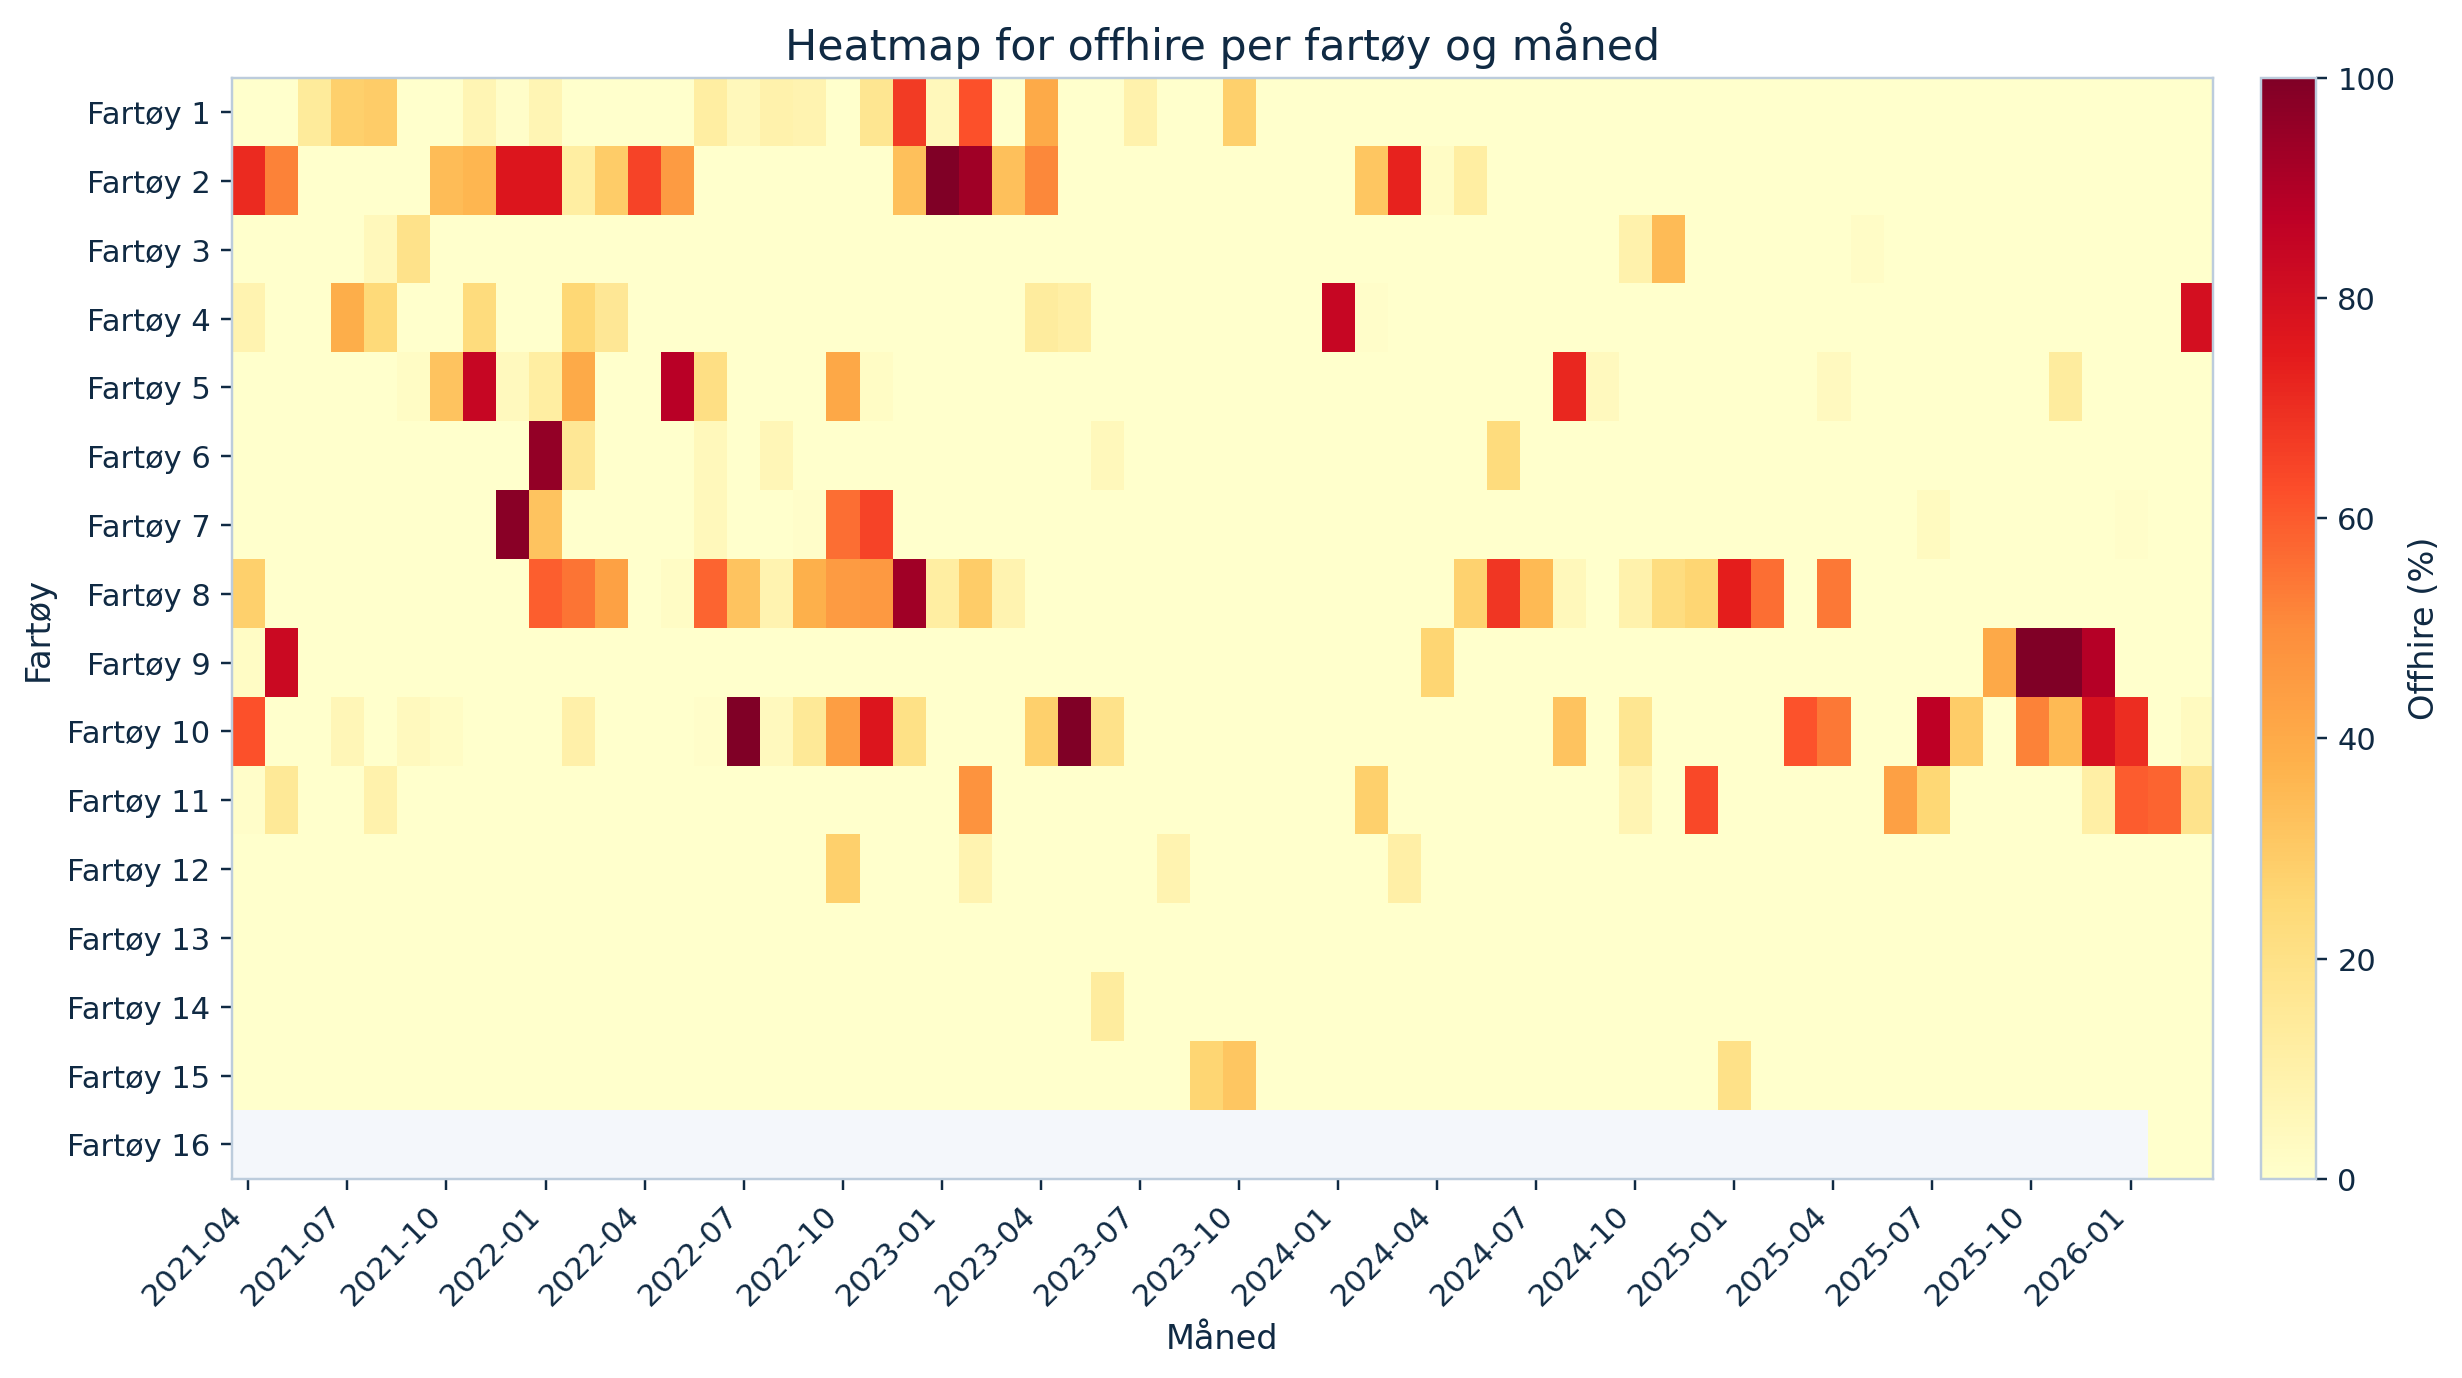 Heatmap for offhire per fartøy og måned
Fartøy
Fartøy 1
Fartøy 2
Fartøy 3
Fartøy 4
Fartøy 5
Fartøy 6
Fartøy 7
Fartøy 8
Fartøy 9
Fartøy 10
Fartøy 11
Fartøy 12
Fartøy 13
Fartøy 14
Fartøy 15
Fartøy 16
2021-04
2021-07
2021-10
2022-01
2022-04
2022-07
2022-10
2023-01
2023-04
2023-07
2023-10
2024-01
2024-04
2024-07
2024-10
2025-01
2025-04
2025-07
2025-10
2026-01
Måned
100
80
60
40
20
0
Offhire (%)